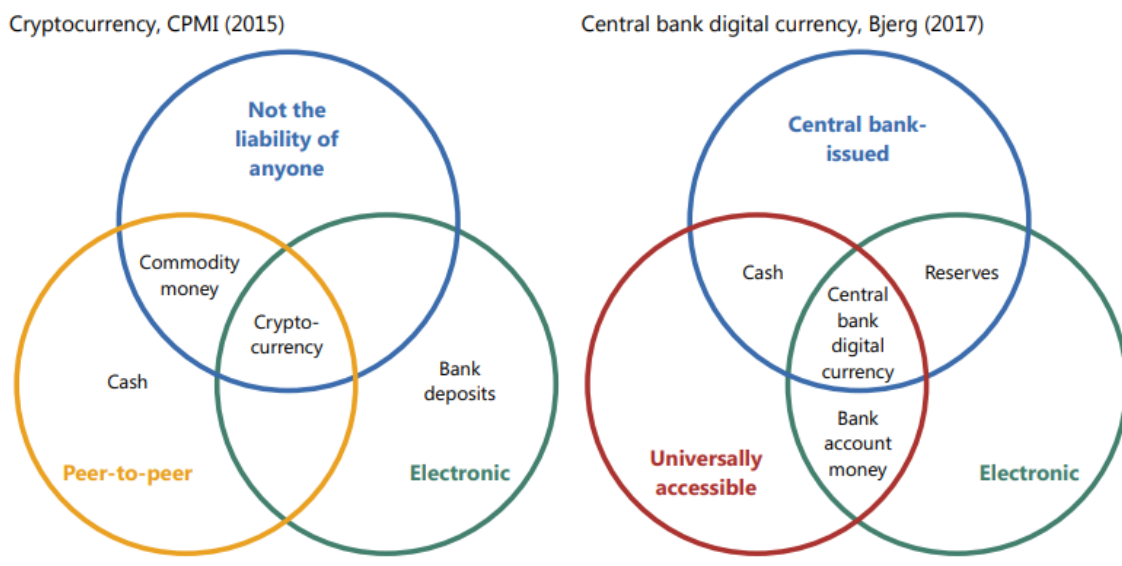 Cryptocurrency, CPMI (2015)
Not the
liability of
anyone
Commodity
money
Crypto-
currency
Cash
Bank
deposits
Peer-to-peer
Electronic
Central bank digital currency, Bjerg (2017)
Central bank-
issued
Cash
Reserves
Central
bank
digital
currency
Bank
account
money
Universally
accessible
Electronic